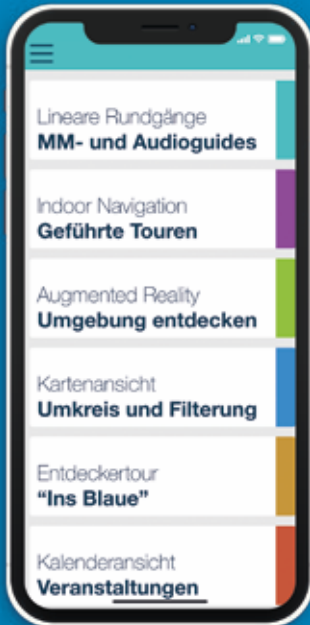 Lineare Rundgänge
MM- und Audioguides
Indoor Navigation
Geführte Touren
Augmented Reality
Umgebung entdecken
Kartenansicht
Umkreis und Filterung
Entdeckertour
“Ins Blaue”
Kalenderansicht
Veranstaltungen